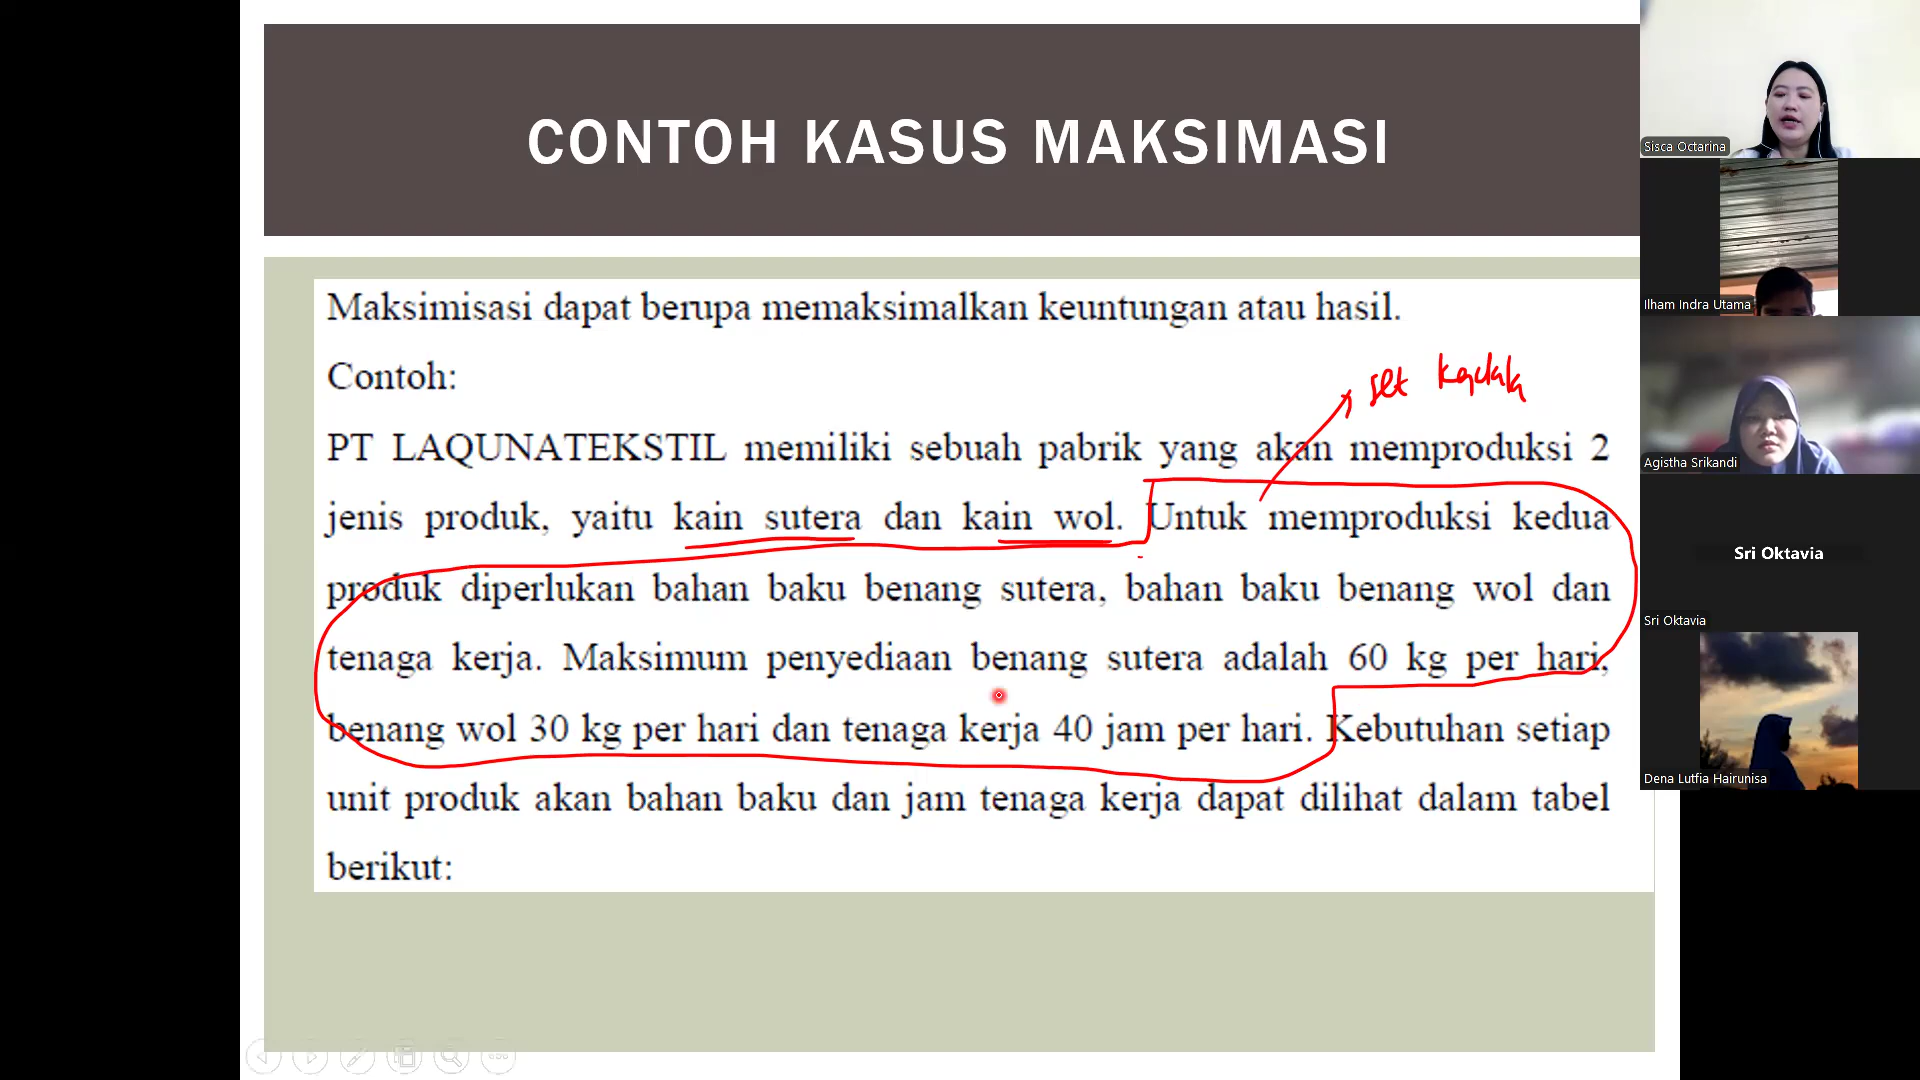 CONTOH KASUS MAKSIMASI
Maksimisasi dapat berupa memaksimalkan keuntungan atau hasil.
Contoh:
set
PT LAQUNATEKSTIL memiliki sebuah pabrik yang akan memproduksi 2
jenis produk, yaitu kain sutera dan kain wol. Untuk memproduksi kedua
produk diperlukan bahan baku benang sutera, bahan baku benang wol dan
tenaga kerja. Maksimum penyediaan benang sutera adalah 60 kg per hari,
benang wol 30 kg per hari dan tenaga kerja 40 jam per hari. Kebutuhan setiap
unit produk akan bahan baku dan jam tenaga kerja dapat dilihat dalam tabel
berikut:
Sisca Octarina
Ilham Indra Utama
Agistha Srikandi
Sri Oktavia
Sri Oktavia
Dena Lutfia Hairunisa